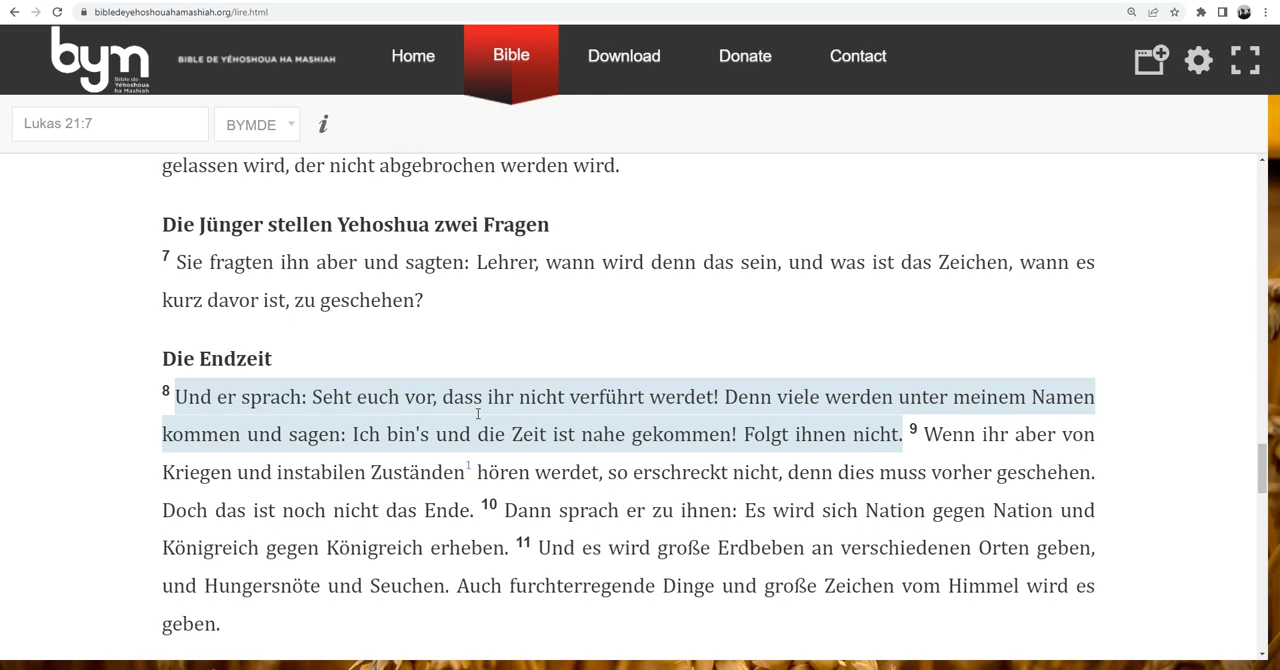 bibledeyehoshouahamashiah.org/lire.html
bym
Bible de
Yéhoshoua
ha Mashiah
BIBLE DE YÉHOSHOUA HA MASHIAH
Home
Bible
Download
Donate
Contact
Lukas 21:7
BYMDE
i
gelassen wird, der nicht abgebrochen werden wird.
Die Jünger stellen Yehoshua zwei Fragen
7 Sie fragten ihn aber und sagten: Lehrer, wann wird denn das sein, und was ist das Zeichen, wann es
kurz davor ist, zu geschehen?
Die Endzeit
8 Und er sprach: Seht euch vor, dass ihr nicht verführt werdet! Denn viele werden unter meinem Namen
kommen und sagen: Ich bin's und die Zeit ist nahe gekommen! Folgt ihnen nicht. 9 Wenn ihr aber von
Kriegen und instabilen Zuständen1 hören werdet, so erschreckt nicht, denn dies muss vorher geschehen.
Doch das ist noch nicht das Ende. 10 Dann sprach er zu ihnen: Es wird sich Nation gegen Nation und
Königreich gegen Königreich erheben. 11 Und es wird große Erdbeben an verschiedenen Orten geben,
und Hungersnöte und Seuchen. Auch furchterregende Dinge und große Zeichen vom Himmel wird es
geben.